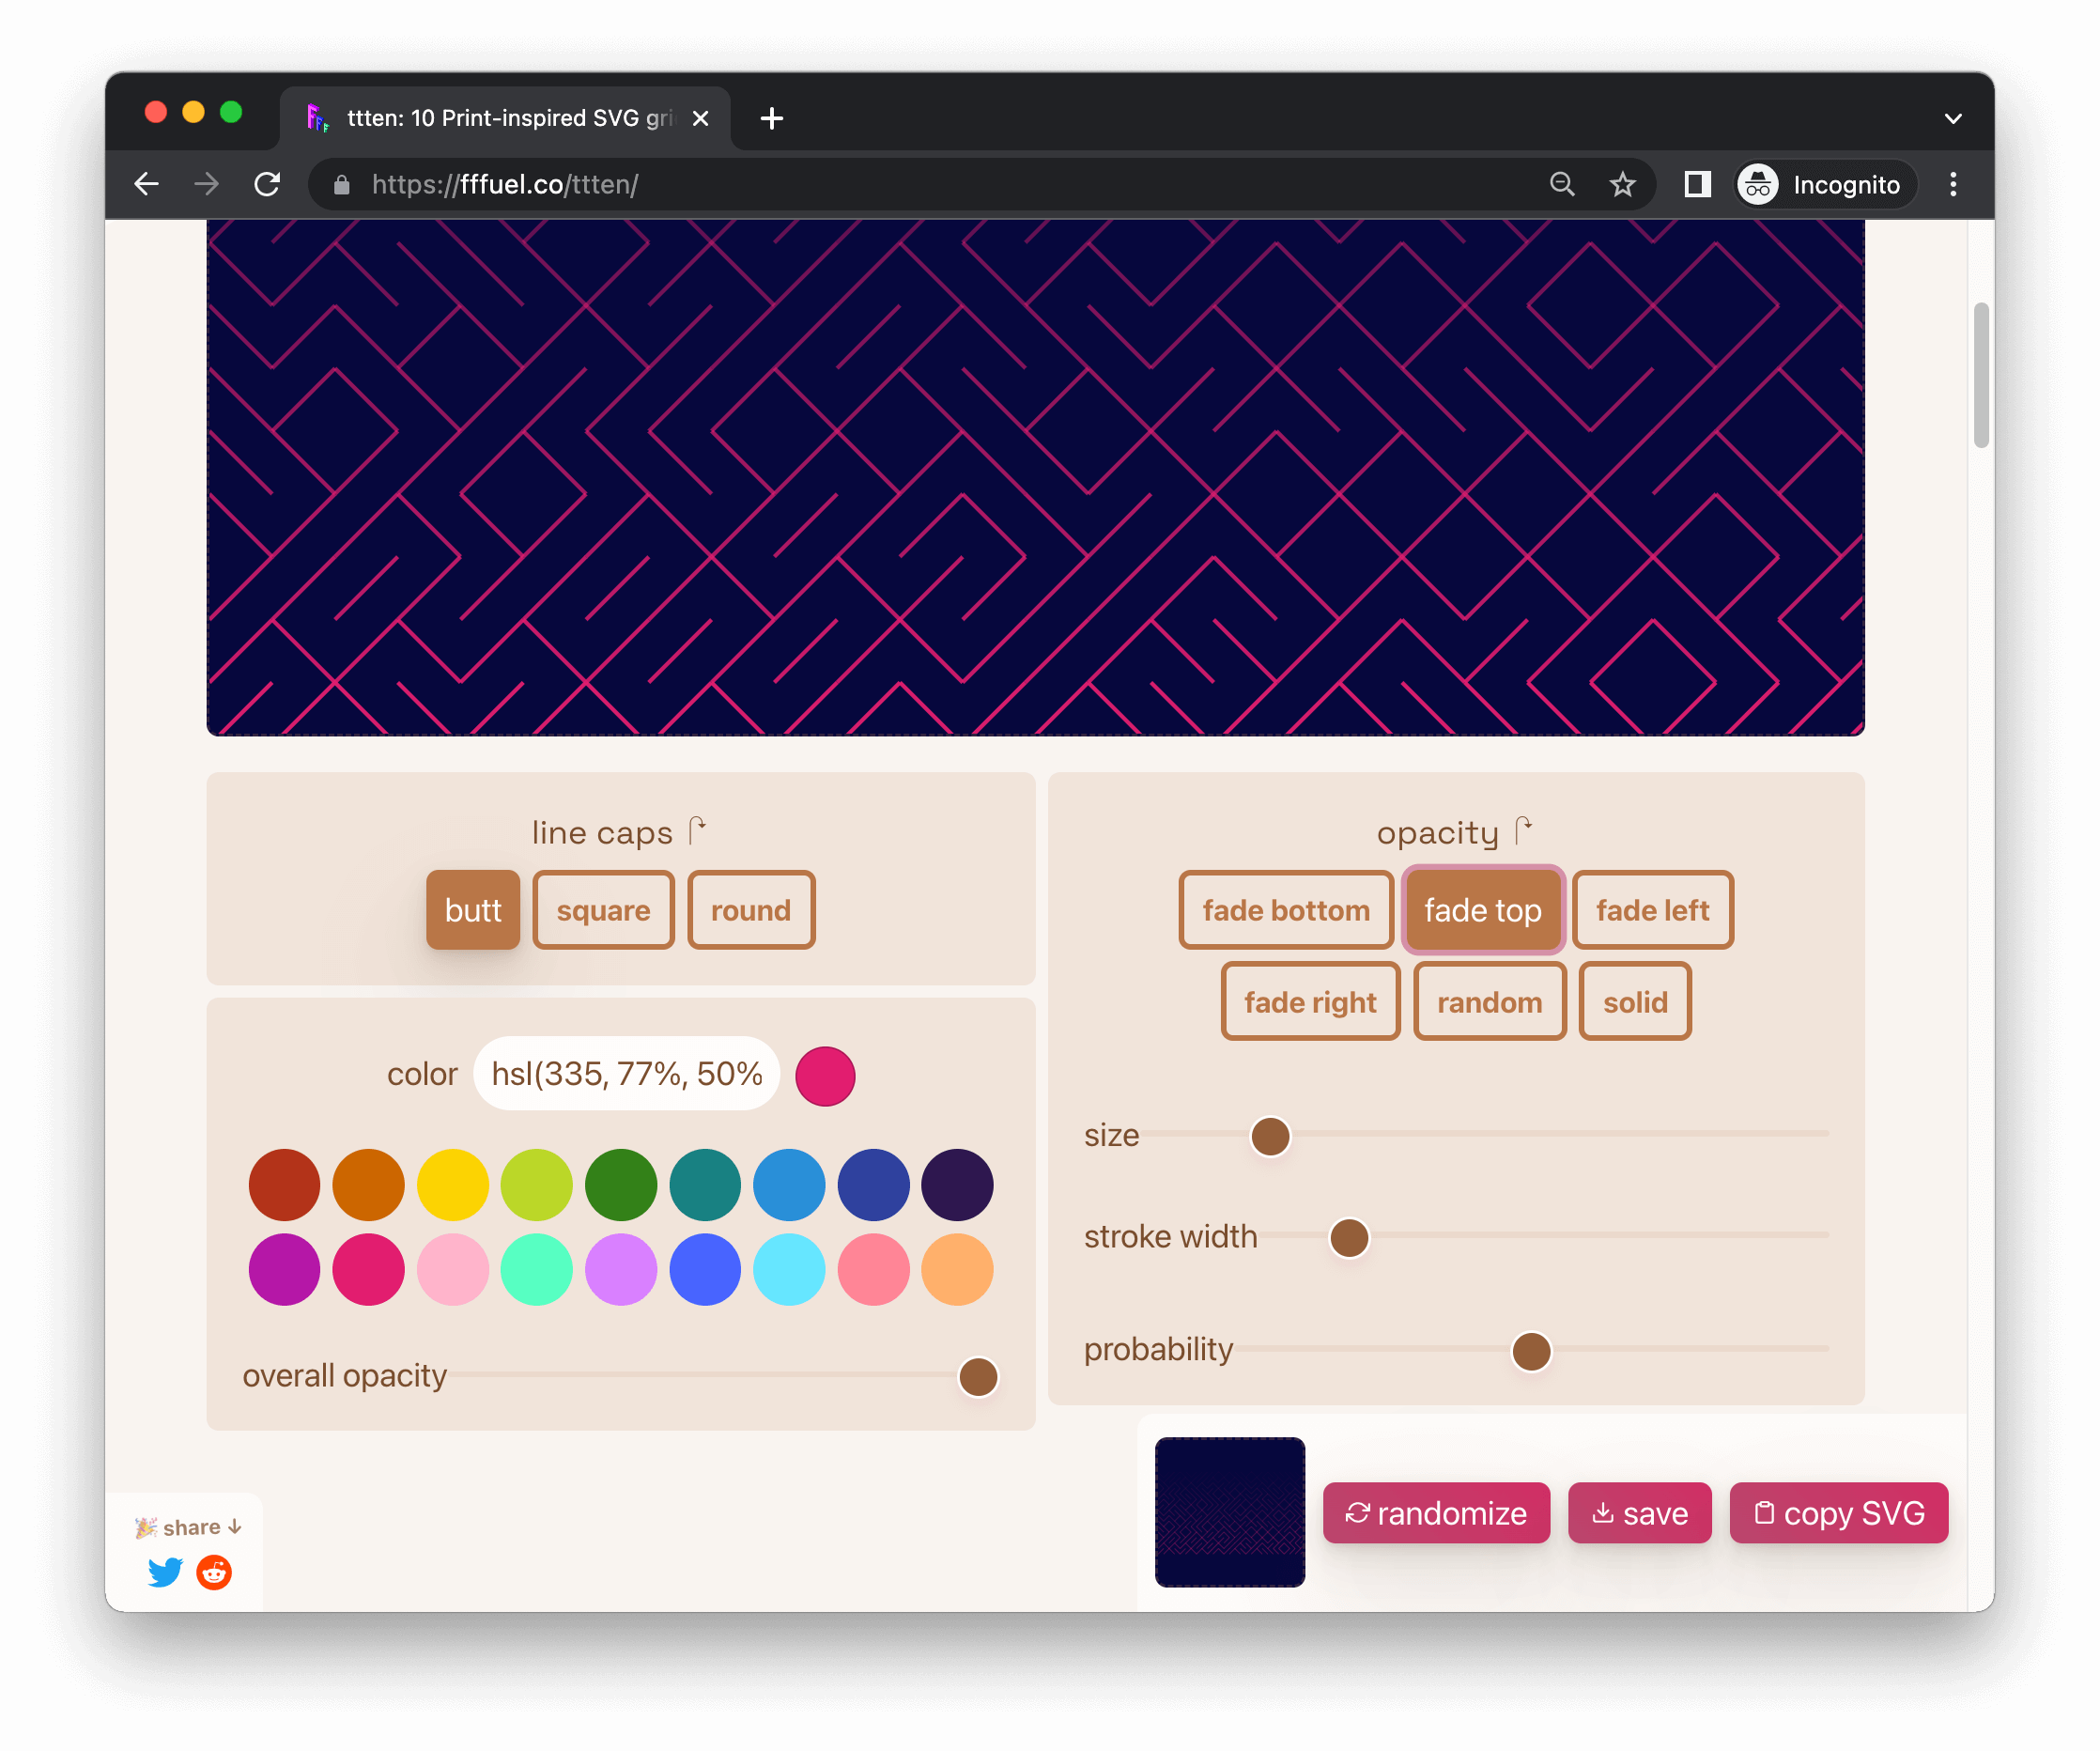 ttten: 10 Print-inspired SVG gri
https://fffuel.co/ttten/
Incognito
line caps
butt square round
opacity
fade bottom fade top fade left
fade right random solid
color hsl(335, 77%, 50%
size
stroke width
probability
overall opacity
share
randomize save copy SVG